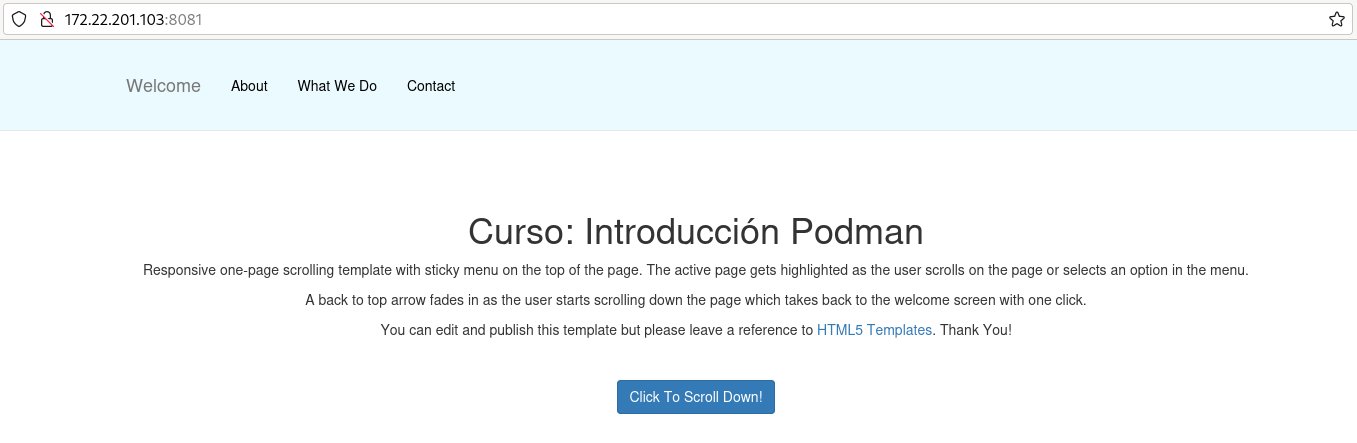 172.22.201.103:8081
Welcome About What We Do Contact
Curso: Introducción Podman
Responsive one-page scrolling template with sticky menu on the top of the page. The active page gets highlighted as the user scrolls on the page or selects an option in the menu.
A back to top arrow fades in as the user starts scrolling down the page which takes back to the welcome screen with one click.
You can edit and publish this template but please leave a reference to HTML5 Templates. Thank You!
Click To Scroll Down!